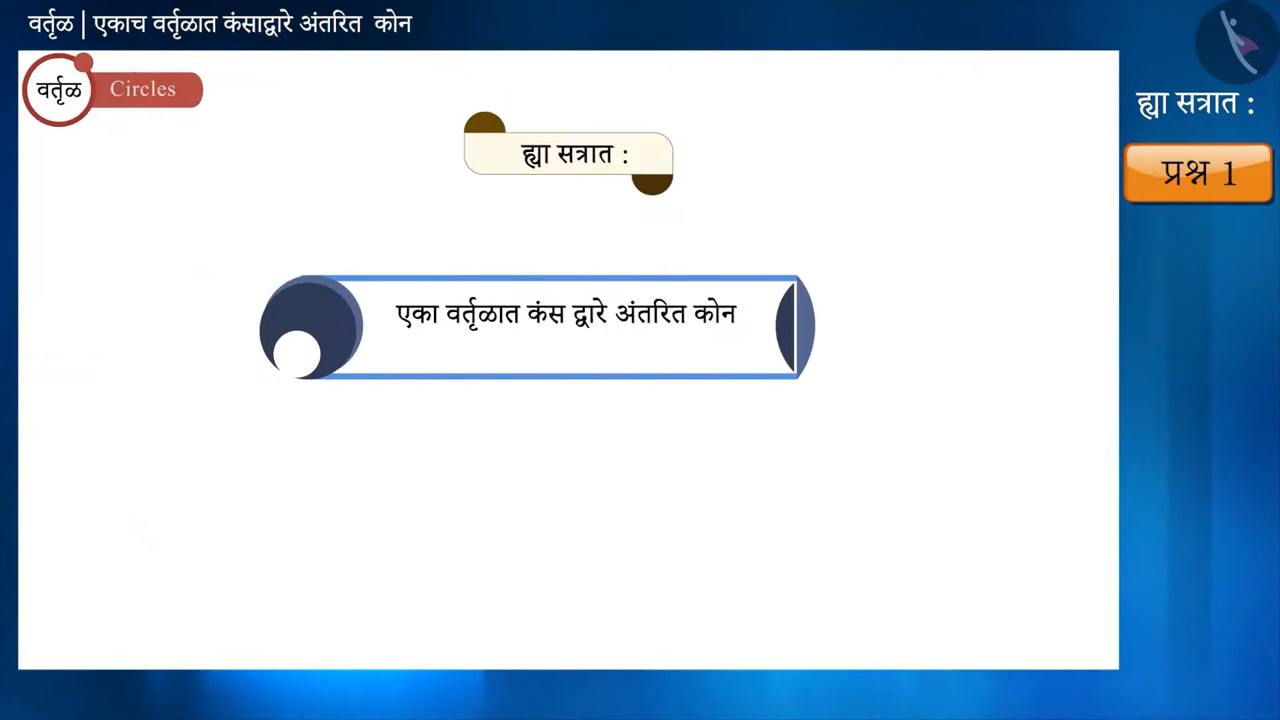 वर्तृळ | एकाच वर्तृळात कंसाद्वारे अंतरित कोन
वर्तृळ Circles
ह्या सत्रात :
एका वर्तृळात कंस द्वारे अंतरित कोन
ह्या सत्रात :
प्रश्न 1